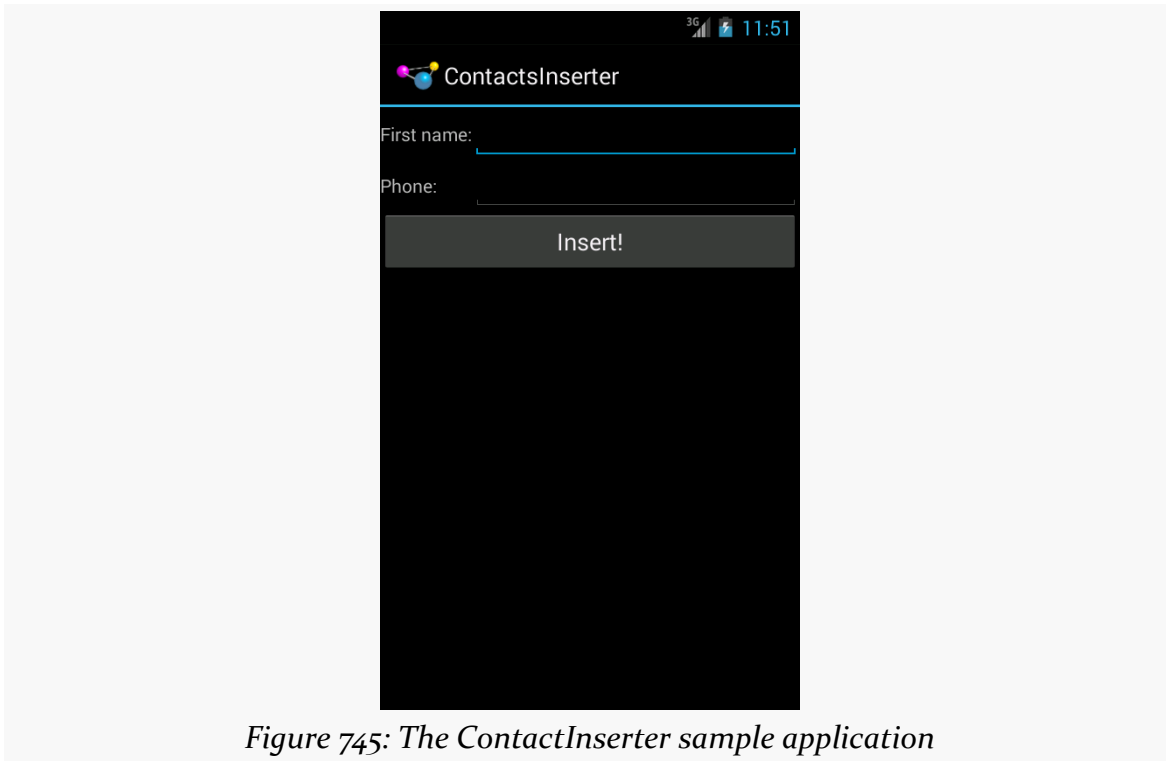 3G 11:51
ContactsInserter
First name:
Phone:
Insert!
Figure 745: The ContactInserter sample application